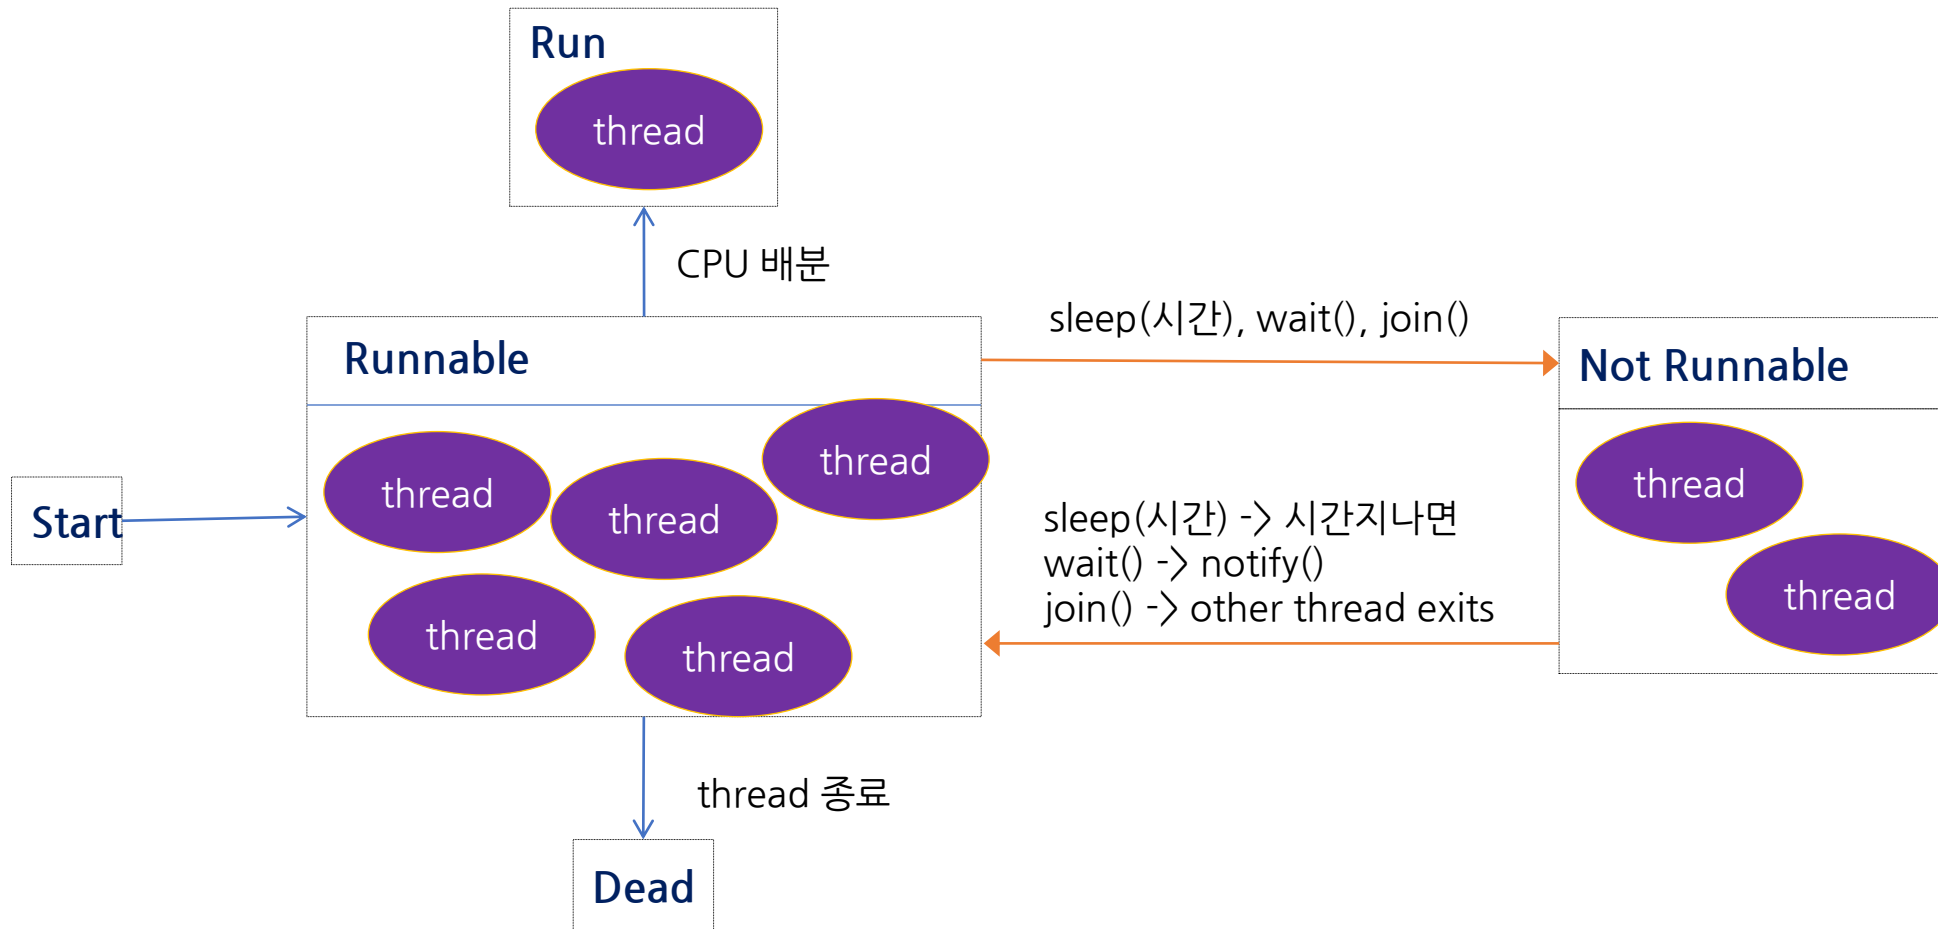 Run
thread
CPU 배분
sleep(시간), wait(), join()
Runnable
Not Runnable
thread
thread
thread
thread
thread
Start
thread
thread
sleep(시간) -> 시간지나면
wait() -> notify()
join() -> other thread exits
thread 종료
Dead